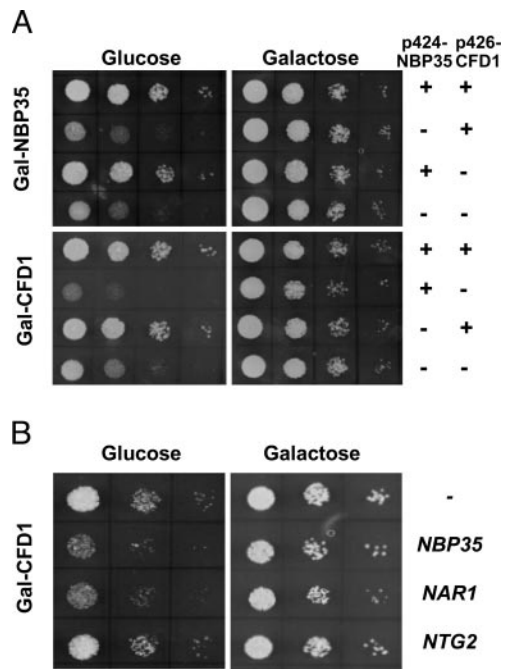 A
Glucose Galactose p424-NBP35 p426-CFD1
Gal-NBP35
+ +
- +
+ -
- -
Gal-CFD1
+ +
+ -
- +
- -
B
Glucose Galactose
Gal-CFD1
-
NBP35
NAR1
NTG2